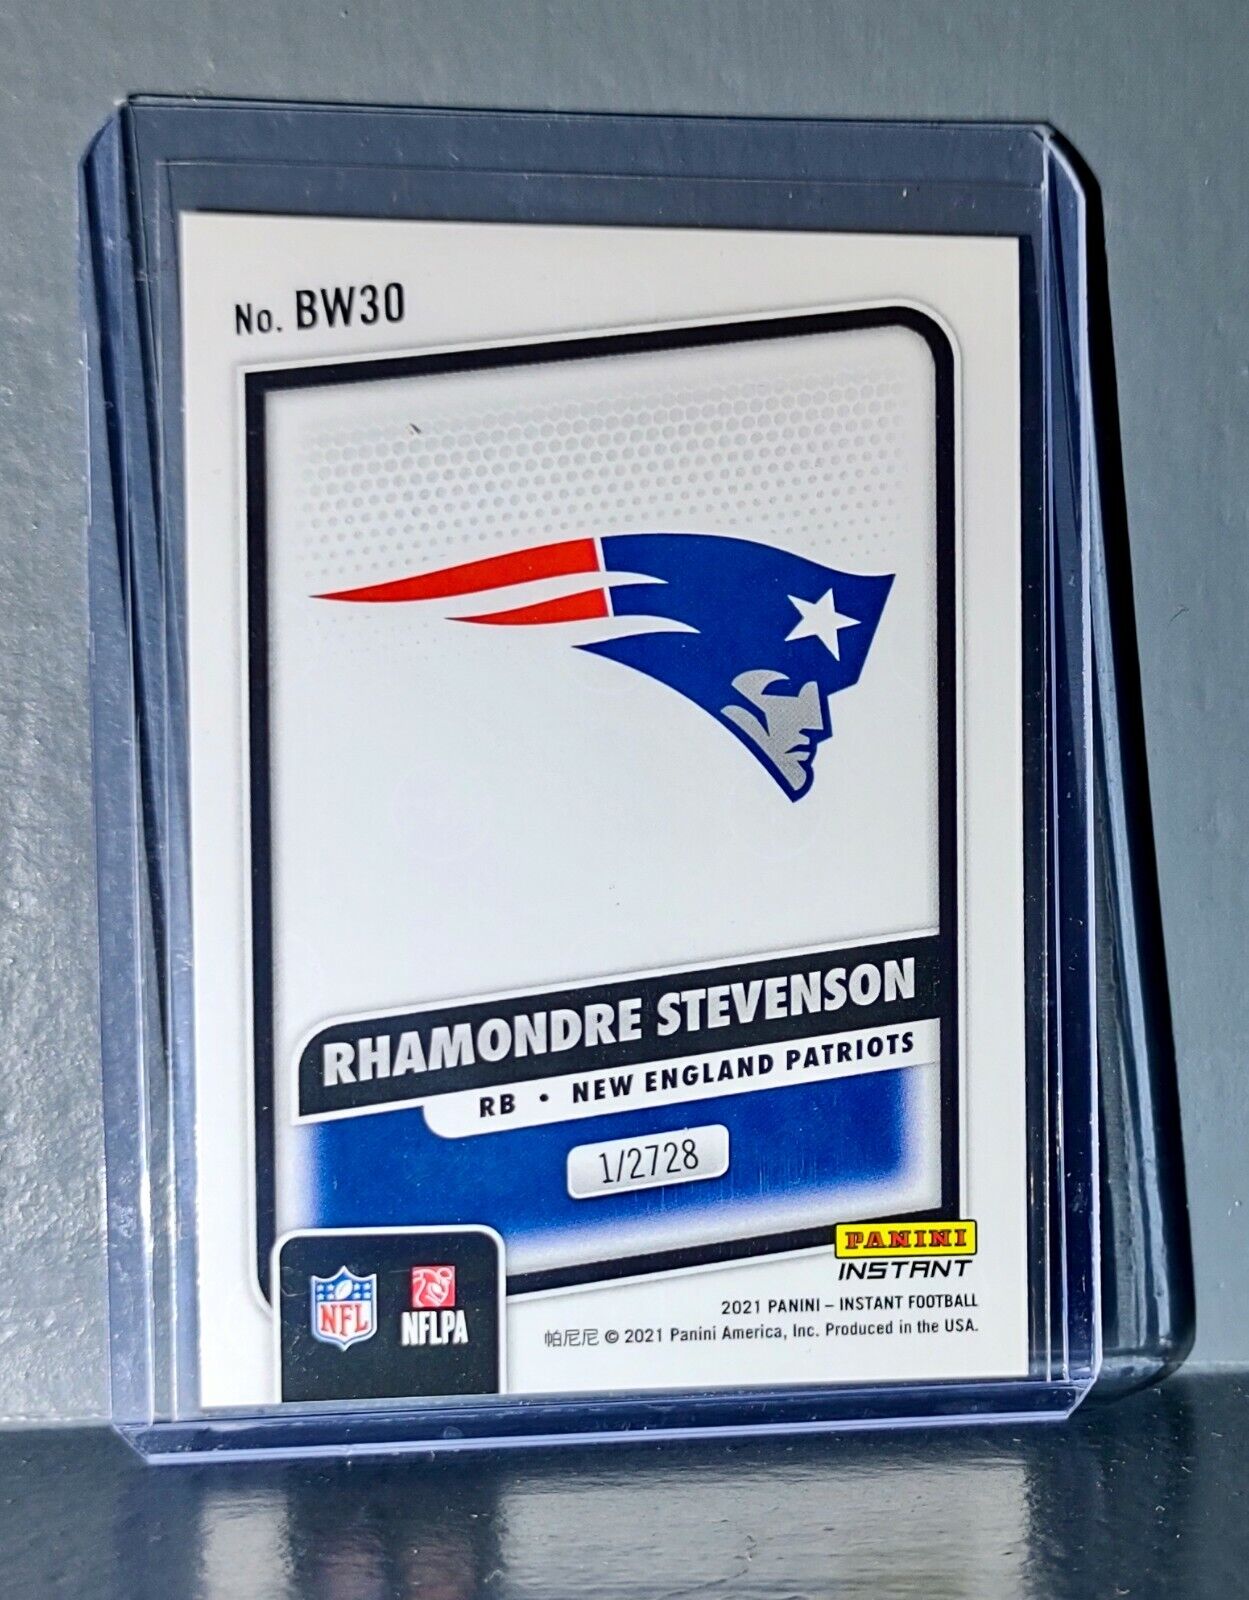 No. BW30
RHAMONDRE STEVENSON
RB • NEW ENGLAND PATRIOTS
1/2728
PANINI
INSTANT
NFL
NFLPA
2021 PANINI – INSTANT FOOTBALL
帕尼尼 © 2021 Panini America, Inc. Produced in the USA.